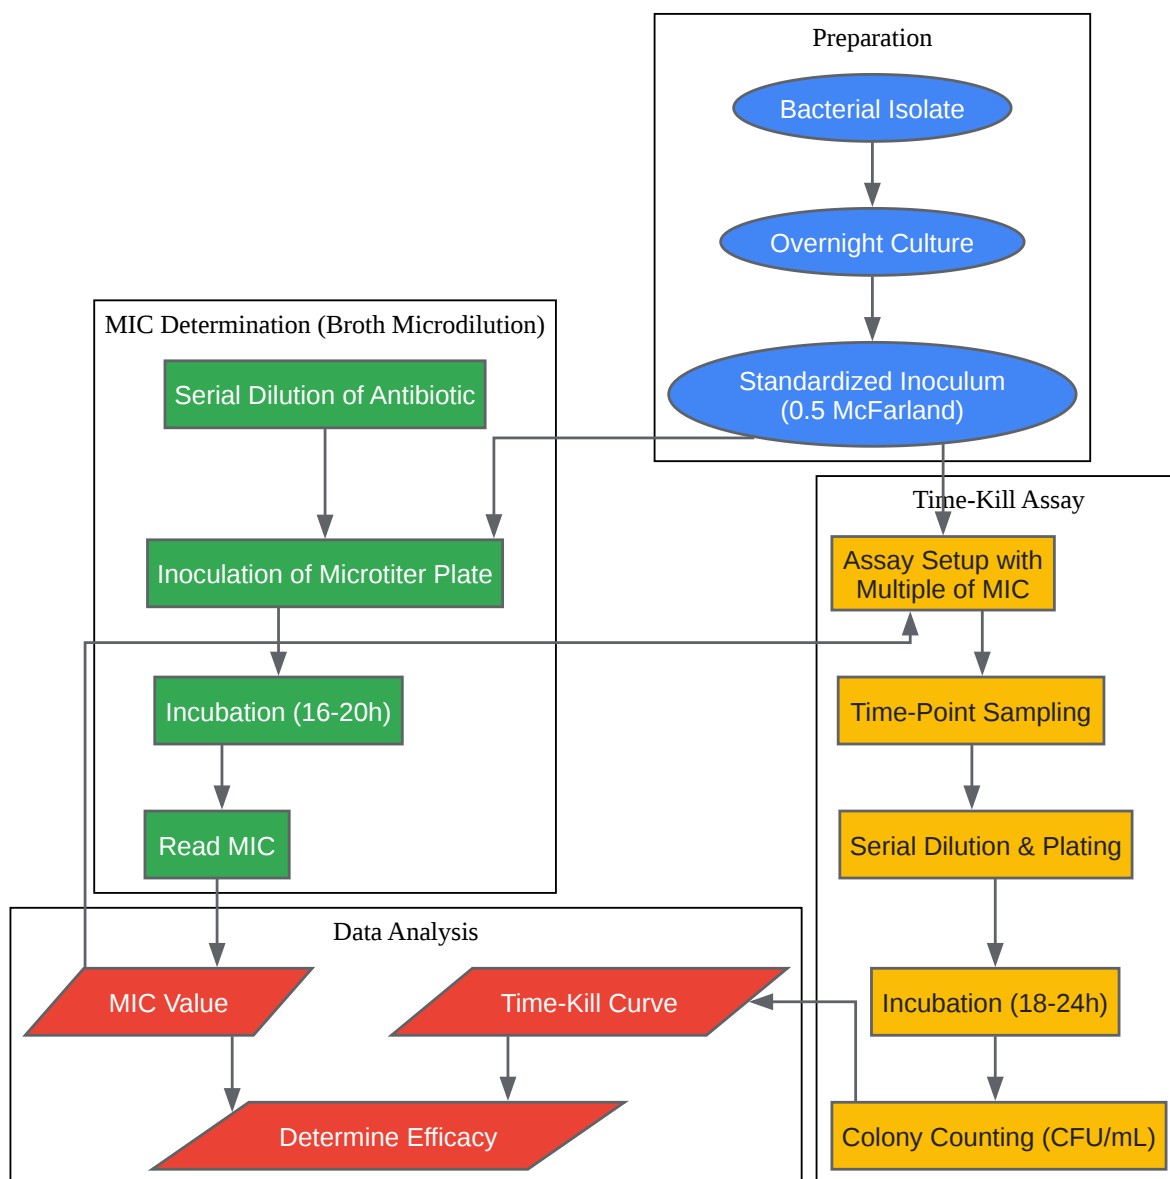 Preparation
Bacterial Isolate
Overnight Culture
Standardized Inoculum
(0.5 McFarland)
MIC Determination (Broth Microdilution)
Serial Dilution of Antibiotic
Inoculation of Microtiter Plate
Incubation (16-20h)
Read MIC
Time-Kill Assay
Assay Setup with
Multiple of MIC
Time-Point Sampling
Serial Dilution & Plating
Incubation (18-24h)
Colony Counting (CFU/mL)
Data Analysis
MIC Value
Time-Kill Curve
Determine Efficacy